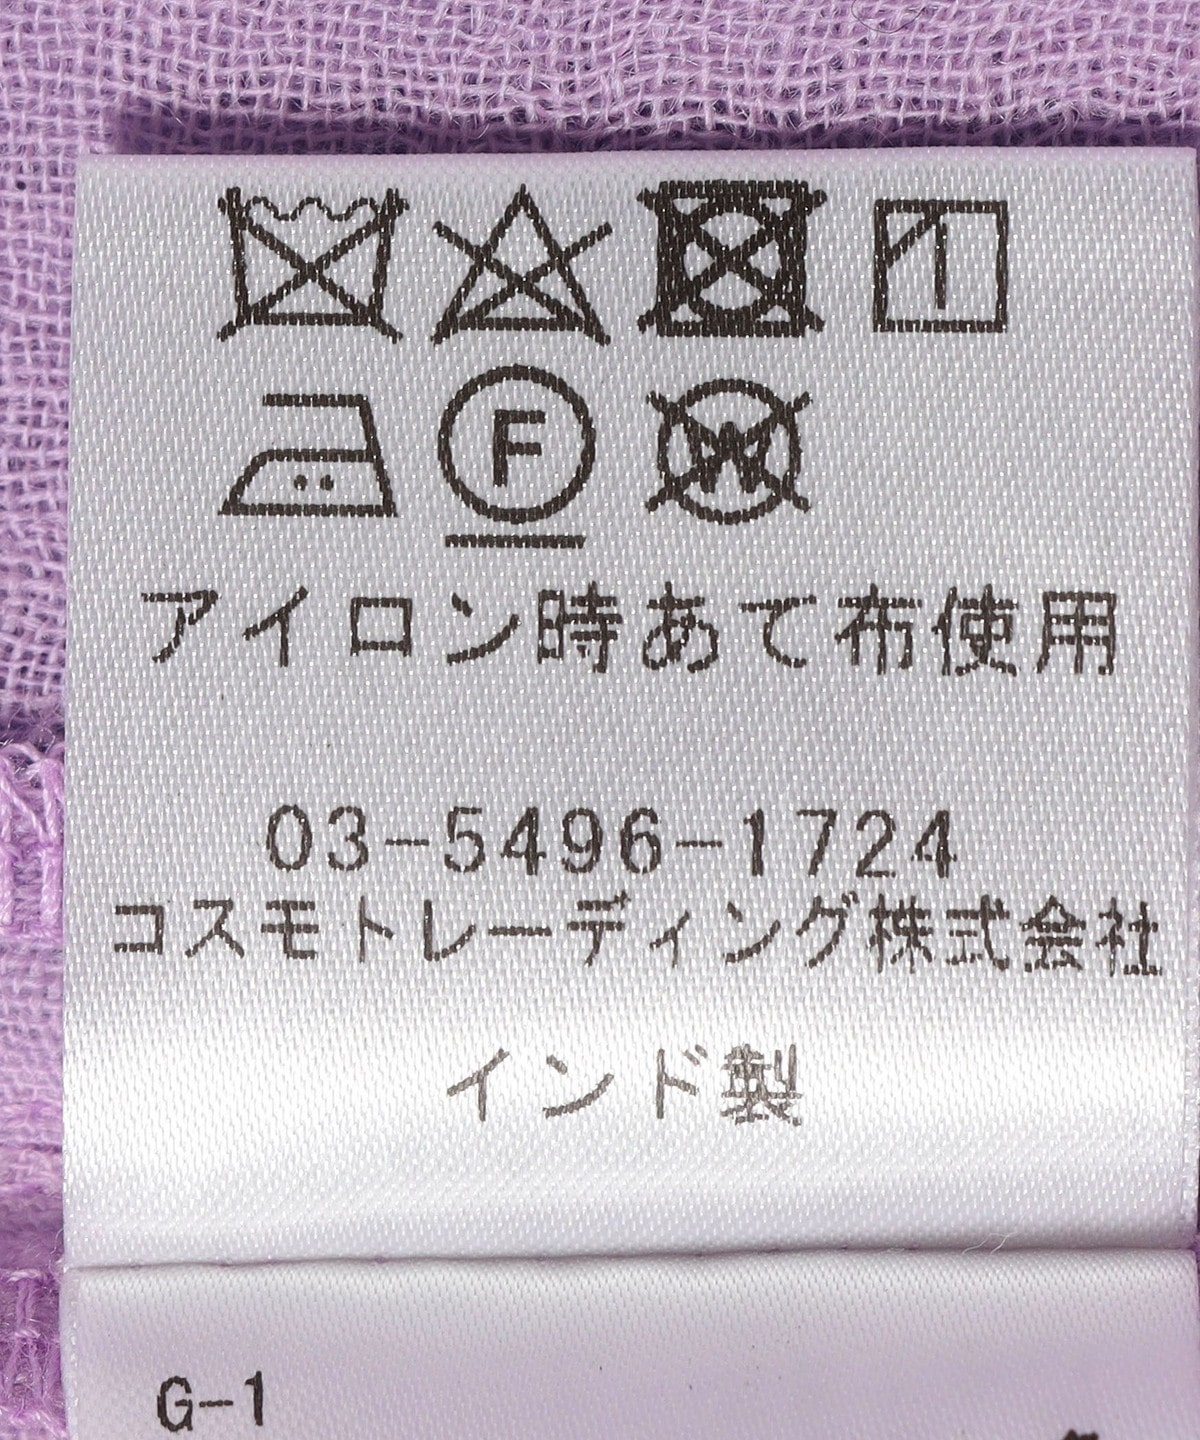 F
W
アイロン時あて布使用
03-5496-1724
コスモトレーディング株式会社
インド製
G-1